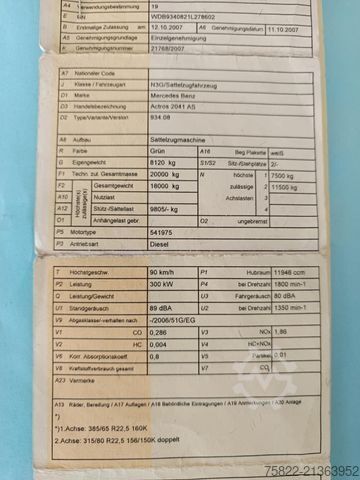 A4 Verwendungsbestimmung 19
E FIN WDB9340821L278602
B Erstmalige Zulassung am 12.10.2007 A6 Genehmigungsdatum 11.10.2007
A5 Genehmigungsgrundlage Einzelgenehmigung
K Genehmigungsnummer 21768/2007
A7 Nationaler Code
J Klasse / Fahrzeugart N3G/Sattelzugfahrzeug
D1 Marke Mercedes Benz
D3 Handelsbezeichnung Actros 2041 AS
D2 Type/Variante/Version 934.08
A8 Aufbau Sattelzugmaschine
R Farbe Grün A16 Beg Plakette weiß
G Eigengewicht 8120 kg S1/S2 Sitz-/Stehplätze 2/-
F1 Techn. zul. Gesamtmasse 20000 kg N höchste 1 7500 kg
F2 Höchste(s) zulässige(s) Gesamtgewicht 18000 kg zulässige 2 11500 kg
A10 Nutzlast Achslasten 3
A12 Stütz-/Sattellast 9805/- kg 4
O1 Anhängelast gebr. O2 ungebremst
P5 Motortype 541975
P3 Antriebsart Diesel
T Höchstgeschw. 90 km/h P1 Hubraum 11946 ccm
P2 Leistung 300 kW P4 bei Drehzahl 1800 min-1
Q Leistung/Gewicht U3 Fahrgeräusch 80 dBA
U1 Standgeräusch 89 dBA U2 bei Drehzahl 1350 min-1
V9 Abgasklasse/-verhalten nach -/2006/51G/EG
V1 CO 0,286 V3 NOx 1,86
V2 HC 0,004 V4 HC+NOx
V6 Korr. Absorptionskoeff. 0,8 V5 Partikel 0,01
V8 Kraftstoffverbrauch gesamt V7 CO2
A23 Vermerke
A13 Räder, Bereifung / A17 Auflagen / A18 Behördliche Eintragungen / A19 Anmerkungen / A20 Anlage
*)
*)1.Achse: 385/65 R22,5 160K
2.Achse: 315/80 R22,5 156/150K doppelt
75822-21363952